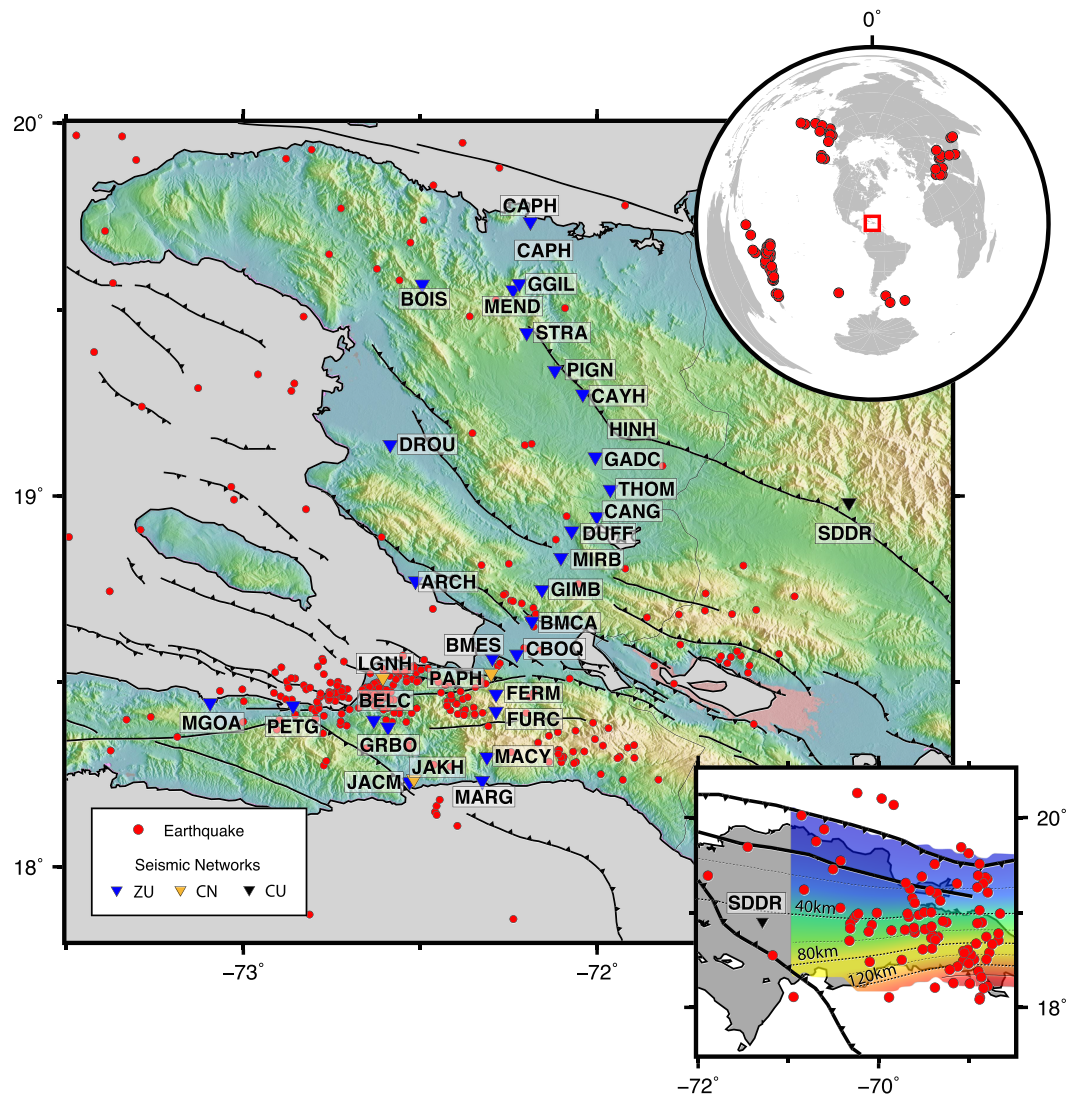 0°
20°
CAPH
CAPH
GGIL
BOIS
MEND
STRA
PIGN
CAYH
HINH
DROU
GADC
THOM
19°
CANG
SDDR
DUFF
MIRB
ARCH
GIMB
BMCA
BMES
CBOQ
LGNH
PAPH
BELC
FERM
MGOA
PETG
FURC
GRBO
MACY
JAKH
JACM
MARG
Earthquake
Seismic Networks
ZU
CN
CU
18°
−73°
−72°
20°
SDDR
40km
80km
120km
18°
−72°
−70°